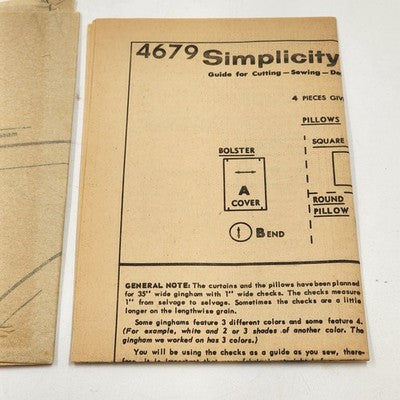 4679 Simplicity
Guide for Cutting — Sewing —
4 PIECES
PILLOWS
SQUARE
BOLSTER
A
COVER
ROUND
PILLOW
B END
GENERAL NOTE: The curtains and the pillows have been planned
for 35" wide gingham with 1" wide checks. The checks measure
1" from selvage to selvage. Sometimes the checks are a little
longer on the lengthwise grain.
Some ginghams feature 3 different colors and some feature 4.
(For example, white and 2 or 3 shades of another color. The
gingham we worked on has 3 colors.)
You will be using the checks as a guide as you sew, there-